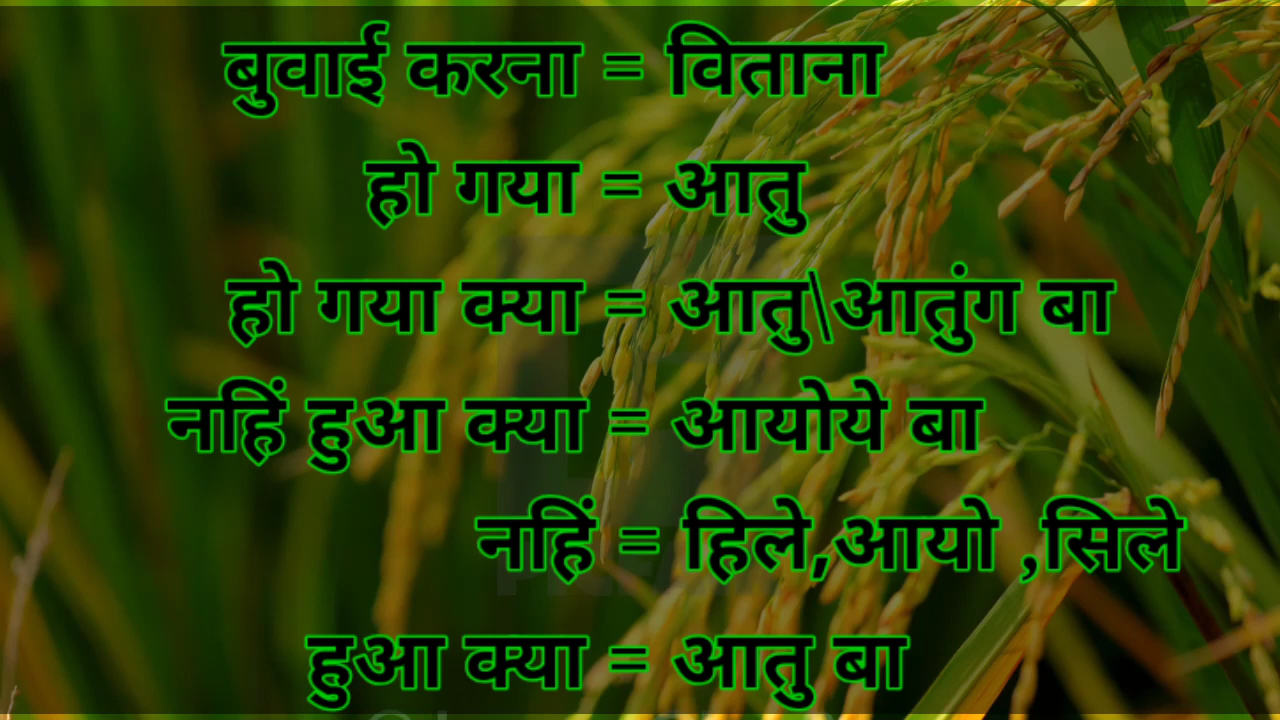 बुवाई करना = विताना
हो गया = आतु
हो गया क्या = आतु\आतुंग बा
नहिं हुआ क्या = आयोये बा
नहिं = हिले,आयो ,सिले
हुआ क्या = आतु बा